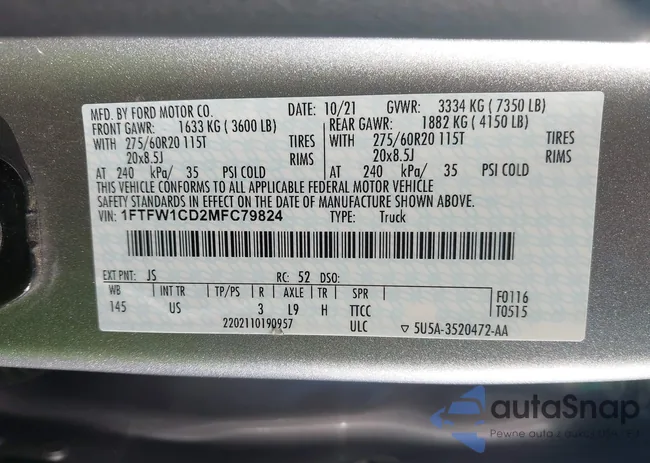 MFD. BY FORD MOTOR CO. DATE: 10/21 GVWR: 3334 KG ( 7350 LB)
FRONT GAWR: 1633 KG ( 3600 LB) REAR GAWR: 1882 KG ( 4150 LB)
WITH 275/60R20 115T TIRES WITH 275/60R20 115T TIRES
20x8.5J RIMS 20x8.5J RIMS
AT 240 kPa/ 35 PSI COLD AT 240 kPa/ 35 PSI COLD
THIS VEHICLE CONFORMS TO ALL APPLICABLE FEDERAL MOTOR VEHICLE
SAFETY STANDARDS IN EFFECT ON THE DATE OF MANUFACTURE SHOWN ABOVE.
VIN: 1FTFW1CD2MFC79824 TYPE: Truck
EXT PNT: JS RC: 52 DSO:
WB INT TR TP/PS R AXLE TR SPR F0116
145 US 3 L9 H TTCC T0515
2202110190957 ULC ▽ 5U5A-3520472-AA
autaSnap